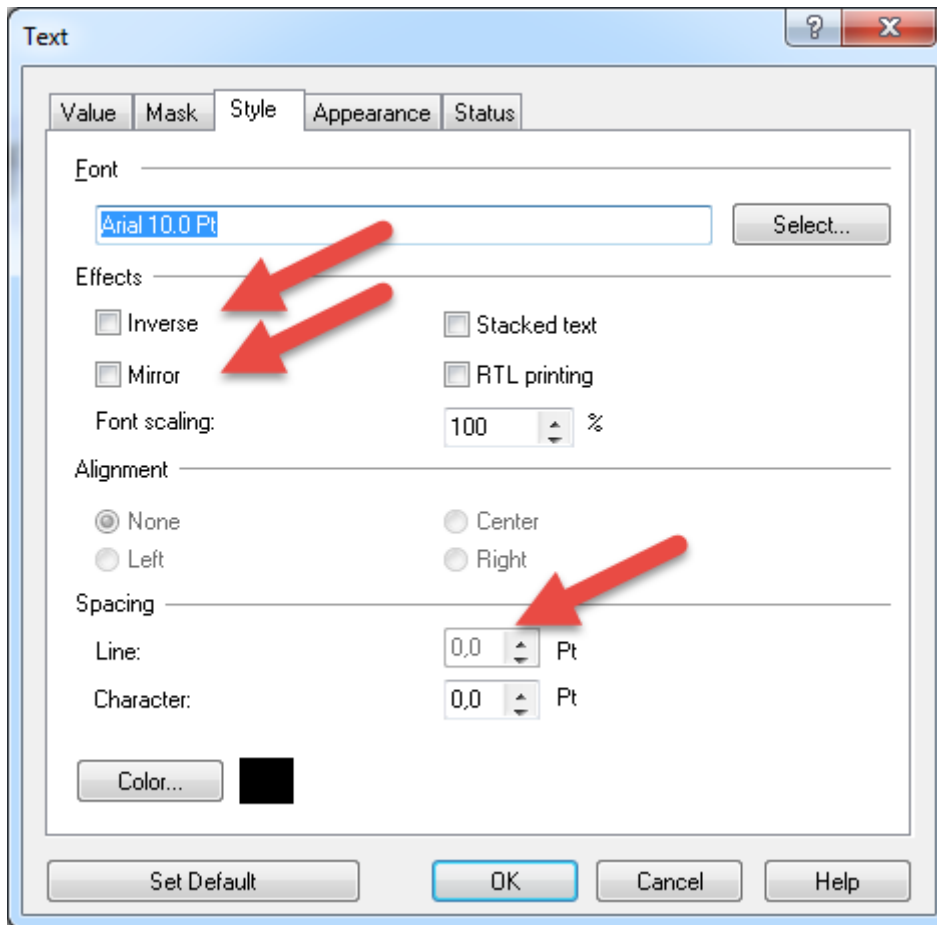 Text
Value Mask Style Appearance Status
Font
Arial 10.0 Pt Select...
Effects
Inverse Stacked text
Mirror RTL printing
Font scaling: 100 %
Alignment
None Center
Left Right
Spacing
Line: 0,0 Pt
Character: 0,0 Pt
Color...
Set Default OK Cancel Help